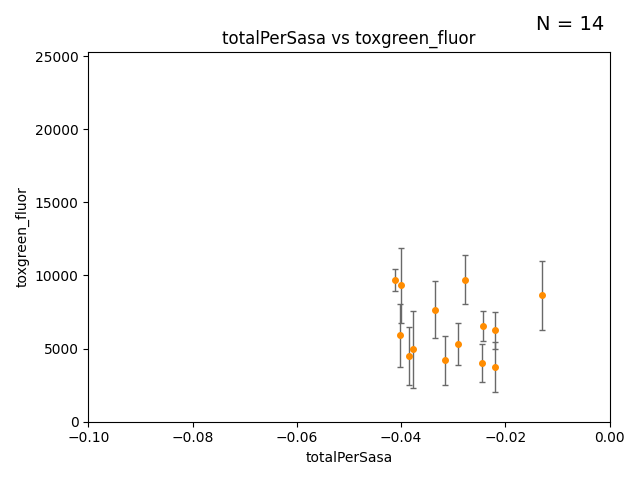 N = 14
totalPerSasa vs toxgreen_fluor
25000
20000
15000
10000
5000
0
toxgreen_fluor
−0.10 −0.08 −0.06 −0.04 −0.02 0.00
totalPerSasa